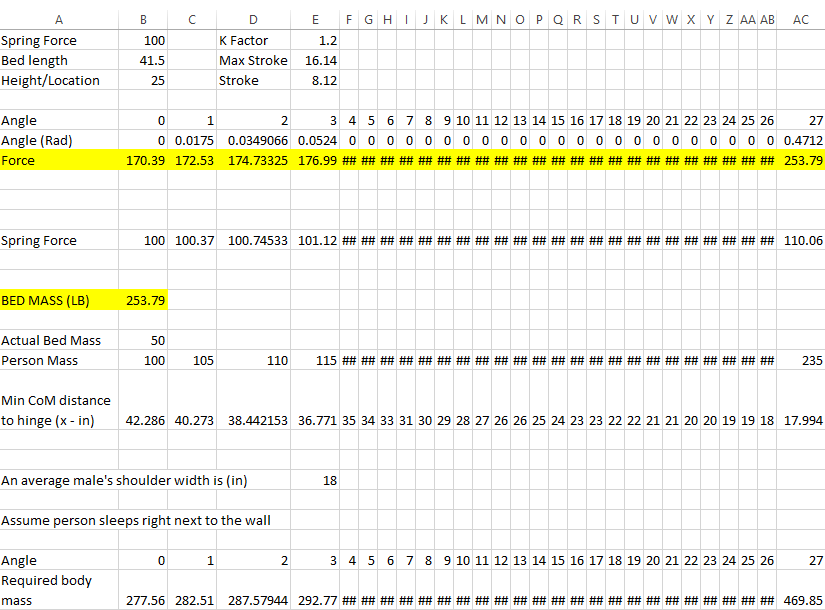 A B C D E F G H I J K L M N O P Q R S T U V W X Y Z AA AB AC
Spring Force 100 K Factor 1.2
Bed length 41.5 Max Stroke 16.14
Height/Location 25 Stroke 8.12
Angle 0 1 2 3 4 5 6 7 8 9 10 11 12 13 14 15 16 17 18 19 20 21 22 23 24 25 26 27
Angle (Rad) 0 0.0175 0.0349066 0.0524 0 0 0 0 0 0 0 0 0 0 0 0 0 0 0 0 0 0 0 0 0 0 0 0.4712
Force 170.39 172.53 174.73325 176.99 ## ## ## ## ## ## ## ## ## ## ## ## ## ## ## ## ## ## ## ## ## ## ## 253.79
Spring Force 100 100.37 100.74533 101.12 ## ## ## ## ## ## ## ## ## ## ## ## ## ## ## ## ## ## ## ## ## ## ## 110.06
BED MASS (LB) 253.79
Actual Bed Mass 50
Person Mass 100 105 110 115 ## ## ## ## ## ## ## ## ## ## ## ## ## ## ## ## ## ## ## ## ## ## ## 235
Min CoM distance
to hinge (x - in) 42.286 40.273 38.442153 36.771 35 34 33 31 30 29 28 27 26 26 25 24 23 23 22 22 21 21 20 20 19 19 18 17.994
An average male's shoulder width is (in) 18
Assume person sleeps right next to the wall
Angle 0 1 2 3 4 5 6 7 8 9 10 11 12 13 14 15 16 17 18 19 20 21 22 23 24 25 26 27
Required body
mass 277.56 282.51 287.57944 292.77 ## ## ## ## ## ## ## ## ## ## ## ## ## ## ## ## ## ## ## ## ## ## ## 469.85